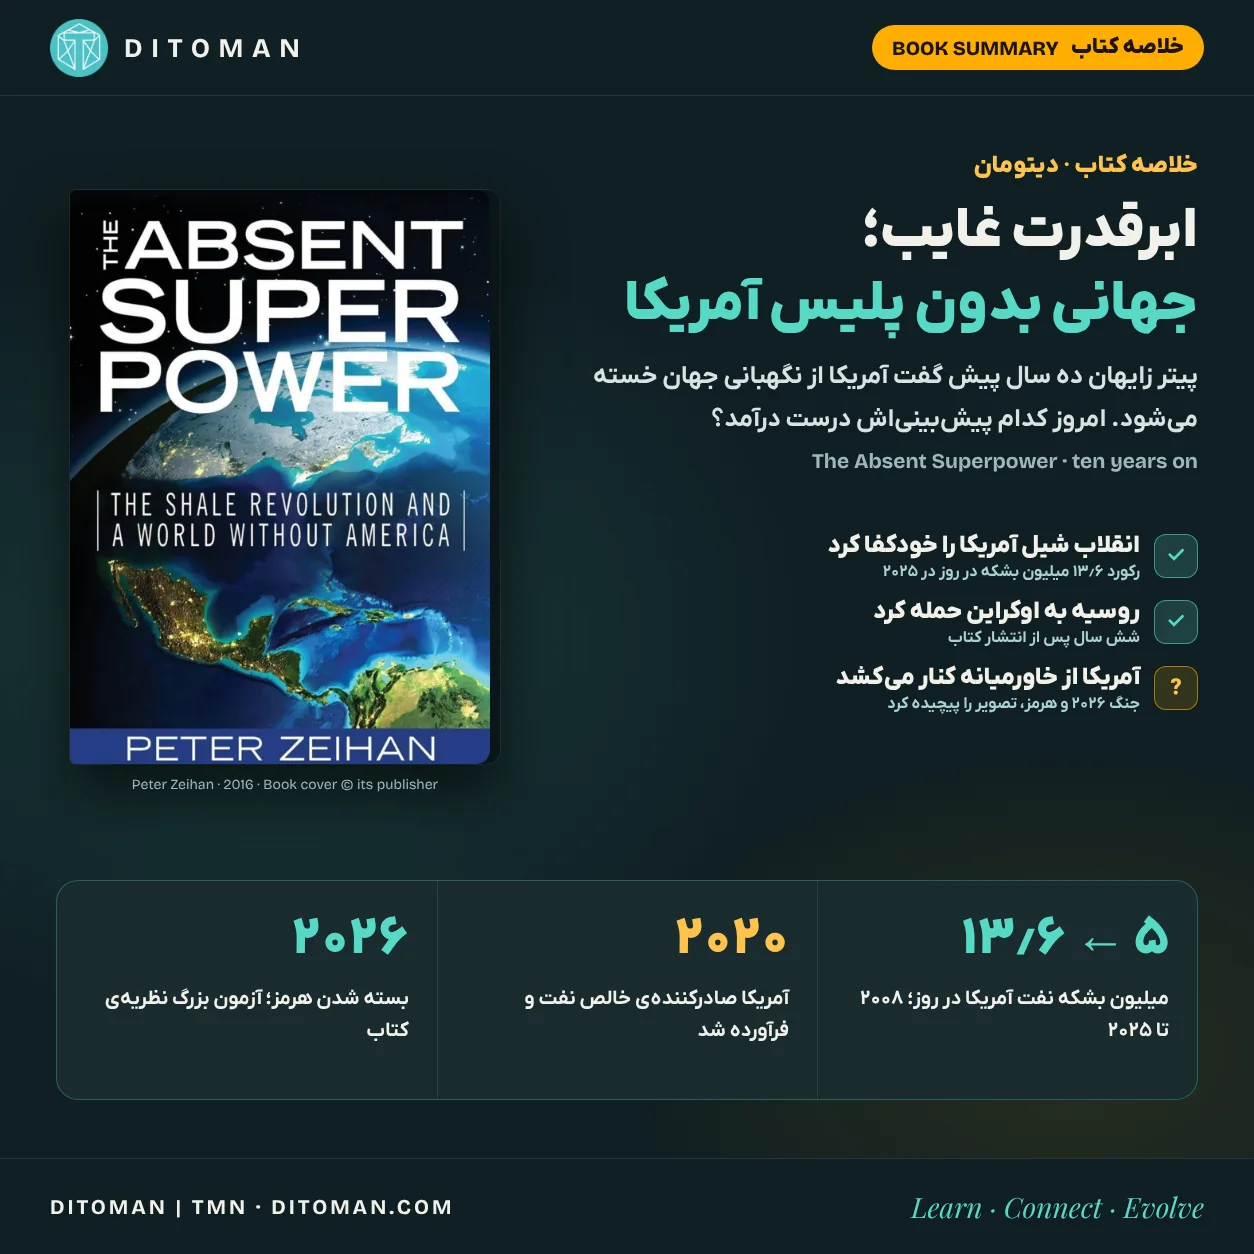 DITOMAN
خلاصه کتاب BOOK SUMMARY
خلاصه کتاب · دیتومان
ابرقدرت غایب؛
جهانی بدون پلیس آمریکا
پیتر زایهان ده سال پیش گفت آمریکا از نگهبانی جهان خسته
می‌شود. امروز کدام پیش‌بینی‌اش درست درآمد؟
The Absent Superpower · ten years on
انقلاب شیل آمریکا را خودکفا کرد
رکورد ۱۳٫۶ میلیون بشکه در روز در ۲۰۲۵
روسیه به اوکراین حمله کرد
شش سال پس از انتشار کتاب
?
آمریکا از خاورمیانه کنار می‌کشد
جنگ ۲۰۲۶ و هرمز، تصویر را پیچیده کرد
THE ABSENT
SUPER
POWER
THE SHALE REVOLUTION AND
A WORLD WITHOUT AMERICA
PETER ZEIHAN
Peter Zeihan · 2016 · Book cover © its publisher
۵ ← ۱۳٫۶
میلیون بشکه نفت آمریکا در روز؛ ۲۰۰۸
تا ۲۰۲۵
۲۰۲۰
آمریکا صادرکننده‌ی خالص نفت و
فرآورده شد
۲۰۲۶
بسته شدن هرمز؛ آزمون بزرگ نظریه‌ی
کتاب
DITOMAN | TMN · DITOMAN.COM
Learn · Connect · Evolve